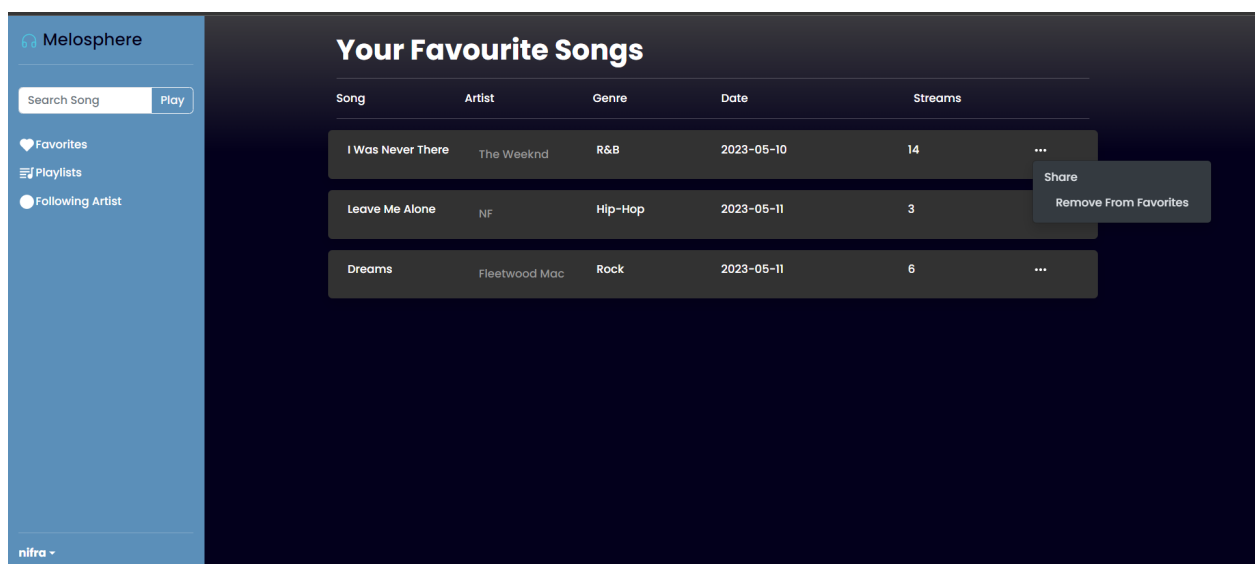 Melosphere
Search Song Play
Favorites
Playlists
Following Artist
nifra
Your Favourite Songs
Song Artist Genre Date Streams
I Was Never There The Weeknd R&B 2023-05-10 14 ...
Share
Remove From Favorites
Leave Me Alone NF Hip-Hop 2023-05-11 3
Dreams Fleetwood Mac Rock 2023-05-11 6 ...